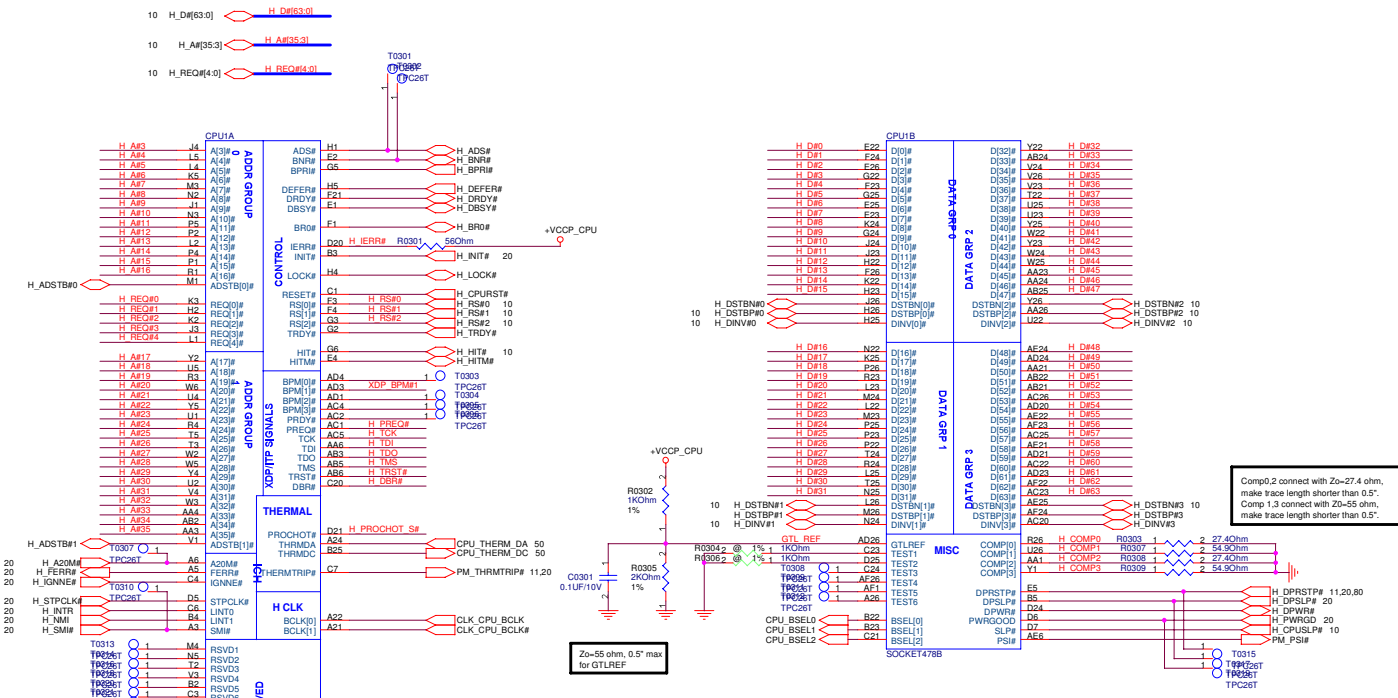 10 H_D#[63:0] H_D#[63:0]
10 H_A#[35:3] H_A#[35:3]
10 H_REQ#[4:0] H_REQ#[4:0]
T0301
TPC26T
CPU1A
H_A#3 J4 A[3]#
H_A#4 L5 A[4]#
H_A#5 L4 A[5]#
H_A#6 K5 A[6]#
H_A#7 M3 A[7]#
H_A#8 N2 A[8]#
H_A#9 J1 A[9]#
H_A#10 N3 A[10]#
H_A#11 P5 A[11]#
H_A#12 P2 A[12]#
H_A#13 L2 A[13]#
H_A#14 P4 A[14]#
H_A#15 P1 A[15]#
H_A#16 R1 A[16]#
H_ADSTB#0 M1 ADSTB[0]#
H_REQ#0 K3 REQ[0]#
H_REQ#1 H2 REQ[1]#
H_REQ#2 K2 REQ[2]#
H_REQ#3 J3 REQ[3]#
H_REQ#4 L1 REQ[4]#
H_A#17 Y2 A[17]#
H_A#18 U5 A[18]#
H_A#19 R3 A[19]#
H_A#20 W6 A[20]#
H_A#21 U4 A[21]#
H_A#22 Y5 A[22]#
H_A#23 U1 A[23]#
H_A#24 R4 A[24]#
H_A#25 T5 A[25]#
H_A#26 T3 A[26]#
H_A#27 W2 A[27]#
H_A#28 W5 A[28]#
H_A#29 Y4 A[29]#
H_A#30 U2 A[30]#
H_A#31 V4 A[31]#
H_A#32 W3 A[32]#
H_A#33 AA4 A[33]#
H_A#34 AB2 A[34]#
H_A#35 AA3 A[35]#
H_ADSTB#1 V1 ADSTB[1]#
T0307 1
TPC26T
20 H_A20M# A6 A20M#
20 H_FERR# A5 FERR#
20 H_IGNNE# C4 IGNNE#
T0310 1
TPC26T
20 H_STPCLK# D5 STPCLK#
20 H_INTR C6 LINT0
20 H_NMI B4 LINT1
20 H_SMI# A3 SMI#
T0313 1 M4 RSVD1
1 N5 RSVD2
1 T2 RSVD3
1 V3 RSVD4
1 B2 RSVD5
1 C3
ADDR GROUP 0
ADDR GROUP 1
CONTROL
XDP/ITP SIGNALS
THERMAL
ICH
H CLK
ADS# H1 H_ADS#
BNR# E2 H_BNR#
BPRI# G5 H_BPRI#
DEFER# H5 H_DEFER#
DRDY# F21 H_DRDY#
DBSY# E1 H_DBSY#
BR0# F1 H_BR0#
+VCCP_CPU
IERR# D20 H_IERR# R0301 56Ohm
INIT# B3 H_INIT# 20
LOCK# H4 H_LOCK#
RESET# C1 H_CPURST#
RS[0]# F3 H_RS#0 H_RS#0 10
RS[1]# F4 H_RS#1 H_RS#1 10
RS[2]# G3 H_RS#2 H_RS#2 10
TRDY# G2 H_TRDY#
HIT# G6 H_HIT# 10
HITM# E4 H_HITM#
BPM[0]# AD4 1 T0303
BPM[1]# AD3 XDP_BPM#1 TPC26T
BPM[2]# AD1 1 T0304
BPM[3]# AC4 1
PRDY# AC2 1
TPC26T
PREQ# AC1 H_PREQ#
TCK AC5 H_TCK
TDI AA6 H_TDI
TDO AB3 H_TDO
TMS AB5 H_TMS
TRST# AB6 H_TRST#
DBR# C20 H_DBR#
PROCHOT# D21 H_PROCHOT_S#
THRMDA A24 CPU_THERM_DA 50
THRMDC B25 CPU_THERM_DC 50
THERMTRIP# C7 PM_THRMTRIP# 11,20
BCLK[0] A22 CLK_CPU_BCLK
BCLK[1] A21 CLK_CPU_BCLK#
+VCCP_CPU
R0302
1KOhm
1%
R0305
2KOhm
1%
C0301
0.1UF/10V
Zo=55 ohm, 0.5" max
for GTLREF
CPU1B
H_D#0 E22 D[0]#
H_D#1 F24 D[1]#
H_D#2 E26 D[2]#
H_D#3 G22 D[3]#
H_D#4 F23 D[4]#
H_D#5 G25 D[5]#
H_D#6 E25 D[6]#
H_D#7 E23 D[7]#
H_D#8 K24 D[8]#
H_D#9 G24 D[9]#
H_D#10 J24 D[10]#
H_D#11 J23 D[11]#
H_D#12 H22 D[12]#
H_D#13 F26 D[13]#
H_D#14 K22 D[14]#
H_D#15 H23 D[15]#
H_DSTBN#0 J26 DSTBN[0]#
10 H_DSTBP#0 H26 DSTBP[0]#
10 H_DINV#0 H25 DINV[0]#
H_D#16 N22 D[16]#
H_D#17 K25 D[17]#
H_D#18 P26 D[18]#
H_D#19 R23 D[19]#
H_D#20 L23 D[20]#
H_D#21 M24 D[21]#
H_D#22 L22 D[22]#
H_D#23 M23 D[23]#
H_D#24 P25 D[24]#
H_D#25 P23 D[25]#
H_D#26 P22 D[26]#
H_D#27 T24 D[27]#
H_D#28 R24 D[28]#
H_D#29 L25 D[29]#
H_D#30 T25 D[30]#
H_D#31 N25 D[31]#
10 H_DSTBN#1 L26 DSTBN[1]#
10 H_DSTBP#1 M26 DSTBP[1]#
10 H_DINV#1 N24 DINV[1]#
GTL_REF AD26 GTLREF
R0304 @ 1% 1KOhm C23 TEST1
R0306 @ 1% 1KOhm D25 TEST2
T0308 1 C24 TEST3
1 AF26 TEST4
1 AF1 TEST5
1 A26 TEST6
TPC26T
CPU_BSEL0 B22 BSEL[0]
CPU_BSEL1 B23 BSEL[1]
CPU_BSEL2 C21 BSEL[2]
SOCKET478B
DATA GRP 0
DATA GRP 1
DATA GRP 2
DATA GRP 3
MISC
D[32]# Y22 H_D#32
D[33]# AB24 H_D#33
D[34]# V24 H_D#34
D[35]# V26 H_D#35
D[36]# V23 H_D#36
D[37]# T22 H_D#37
D[38]# U25 H_D#38
D[39]# U23 H_D#39
D[40]# Y25 H_D#40
D[41]# W22 H_D#41
D[42]# Y23 H_D#42
D[43]# W24 H_D#43
D[44]# W25 H_D#44
D[45]# AA23 H_D#45
D[46]# AA24 H_D#46
D[47]# AB25 H_D#47
DSTBN[2]# Y26 H_DSTBN#2 10
DSTBP[2]# AA26 H_DSTBP#2 10
DINV[2]# U22 H_DINV#2 10
D[48]# AE24 H_D#48
D[49]# AD24 H_D#49
D[50]# AA21 H_D#50
D[51]# AB22 H_D#51
D[52]# AB21 H_D#52
D[53]# AC26 H_D#53
D[54]# AD20 H_D#54
D[55]# AE22 H_D#55
D[56]# AF23 H_D#56
D[57]# AC25 H_D#57
D[58]# AE21 H_D#58
D[59]# AD21 H_D#59
D[60]# AC22 H_D#60
D[61]# AD23 H_D#61
D[62]# AF22 H_D#62
D[63]# AC23 H_D#63
DSTBN[3]# AE25 H_DSTBN#3 10
DSTBP[3]# AF24 H_DSTBP#3
DINV[3]# AC20 H_DINV#3
COMP[0] R26 H_COMP0 R0303 1 2 27.4Ohm
COMP[1] U26 H_COMP1 R0307 1 2 54.9Ohm
COMP[2] AA1 H_COMP2 R0308 1 2 27.4Ohm
COMP[3] Y1 H_COMP3 R0309 1 2 54.9Ohm
DPRSTP# E5 H_DPRSTP# 11,20,80
DPSLP# B5 H_DPSLP# 20
DPWR# D24 H_DPWR#
PWRGOOD D6 H_PWRGD 20
SLP# D7 H_CPUSLP# 10
PSI# AE6 PM_PSI#
1 T0315
TPC26T
Comp0,2 connect with Zo=27.4 ohm,
make trace length shorter than 0.5".
Comp 1,3 connect with Z0=55 ohm,
make trace length shorter than 0.5".